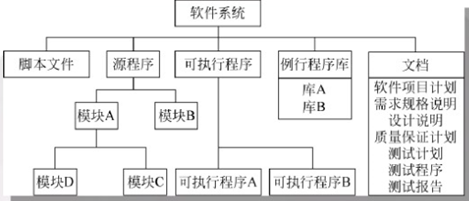 软件系统
脚本文件 源程序 可执行程序 例行程序库 文档
库A
库B
软件项目计划
需求规格说明
设计说明
质量保证计划
测试计划
测试程序
测试报告
模块A 模块B
模块D 模块C 可执行程序A 可执行程序B